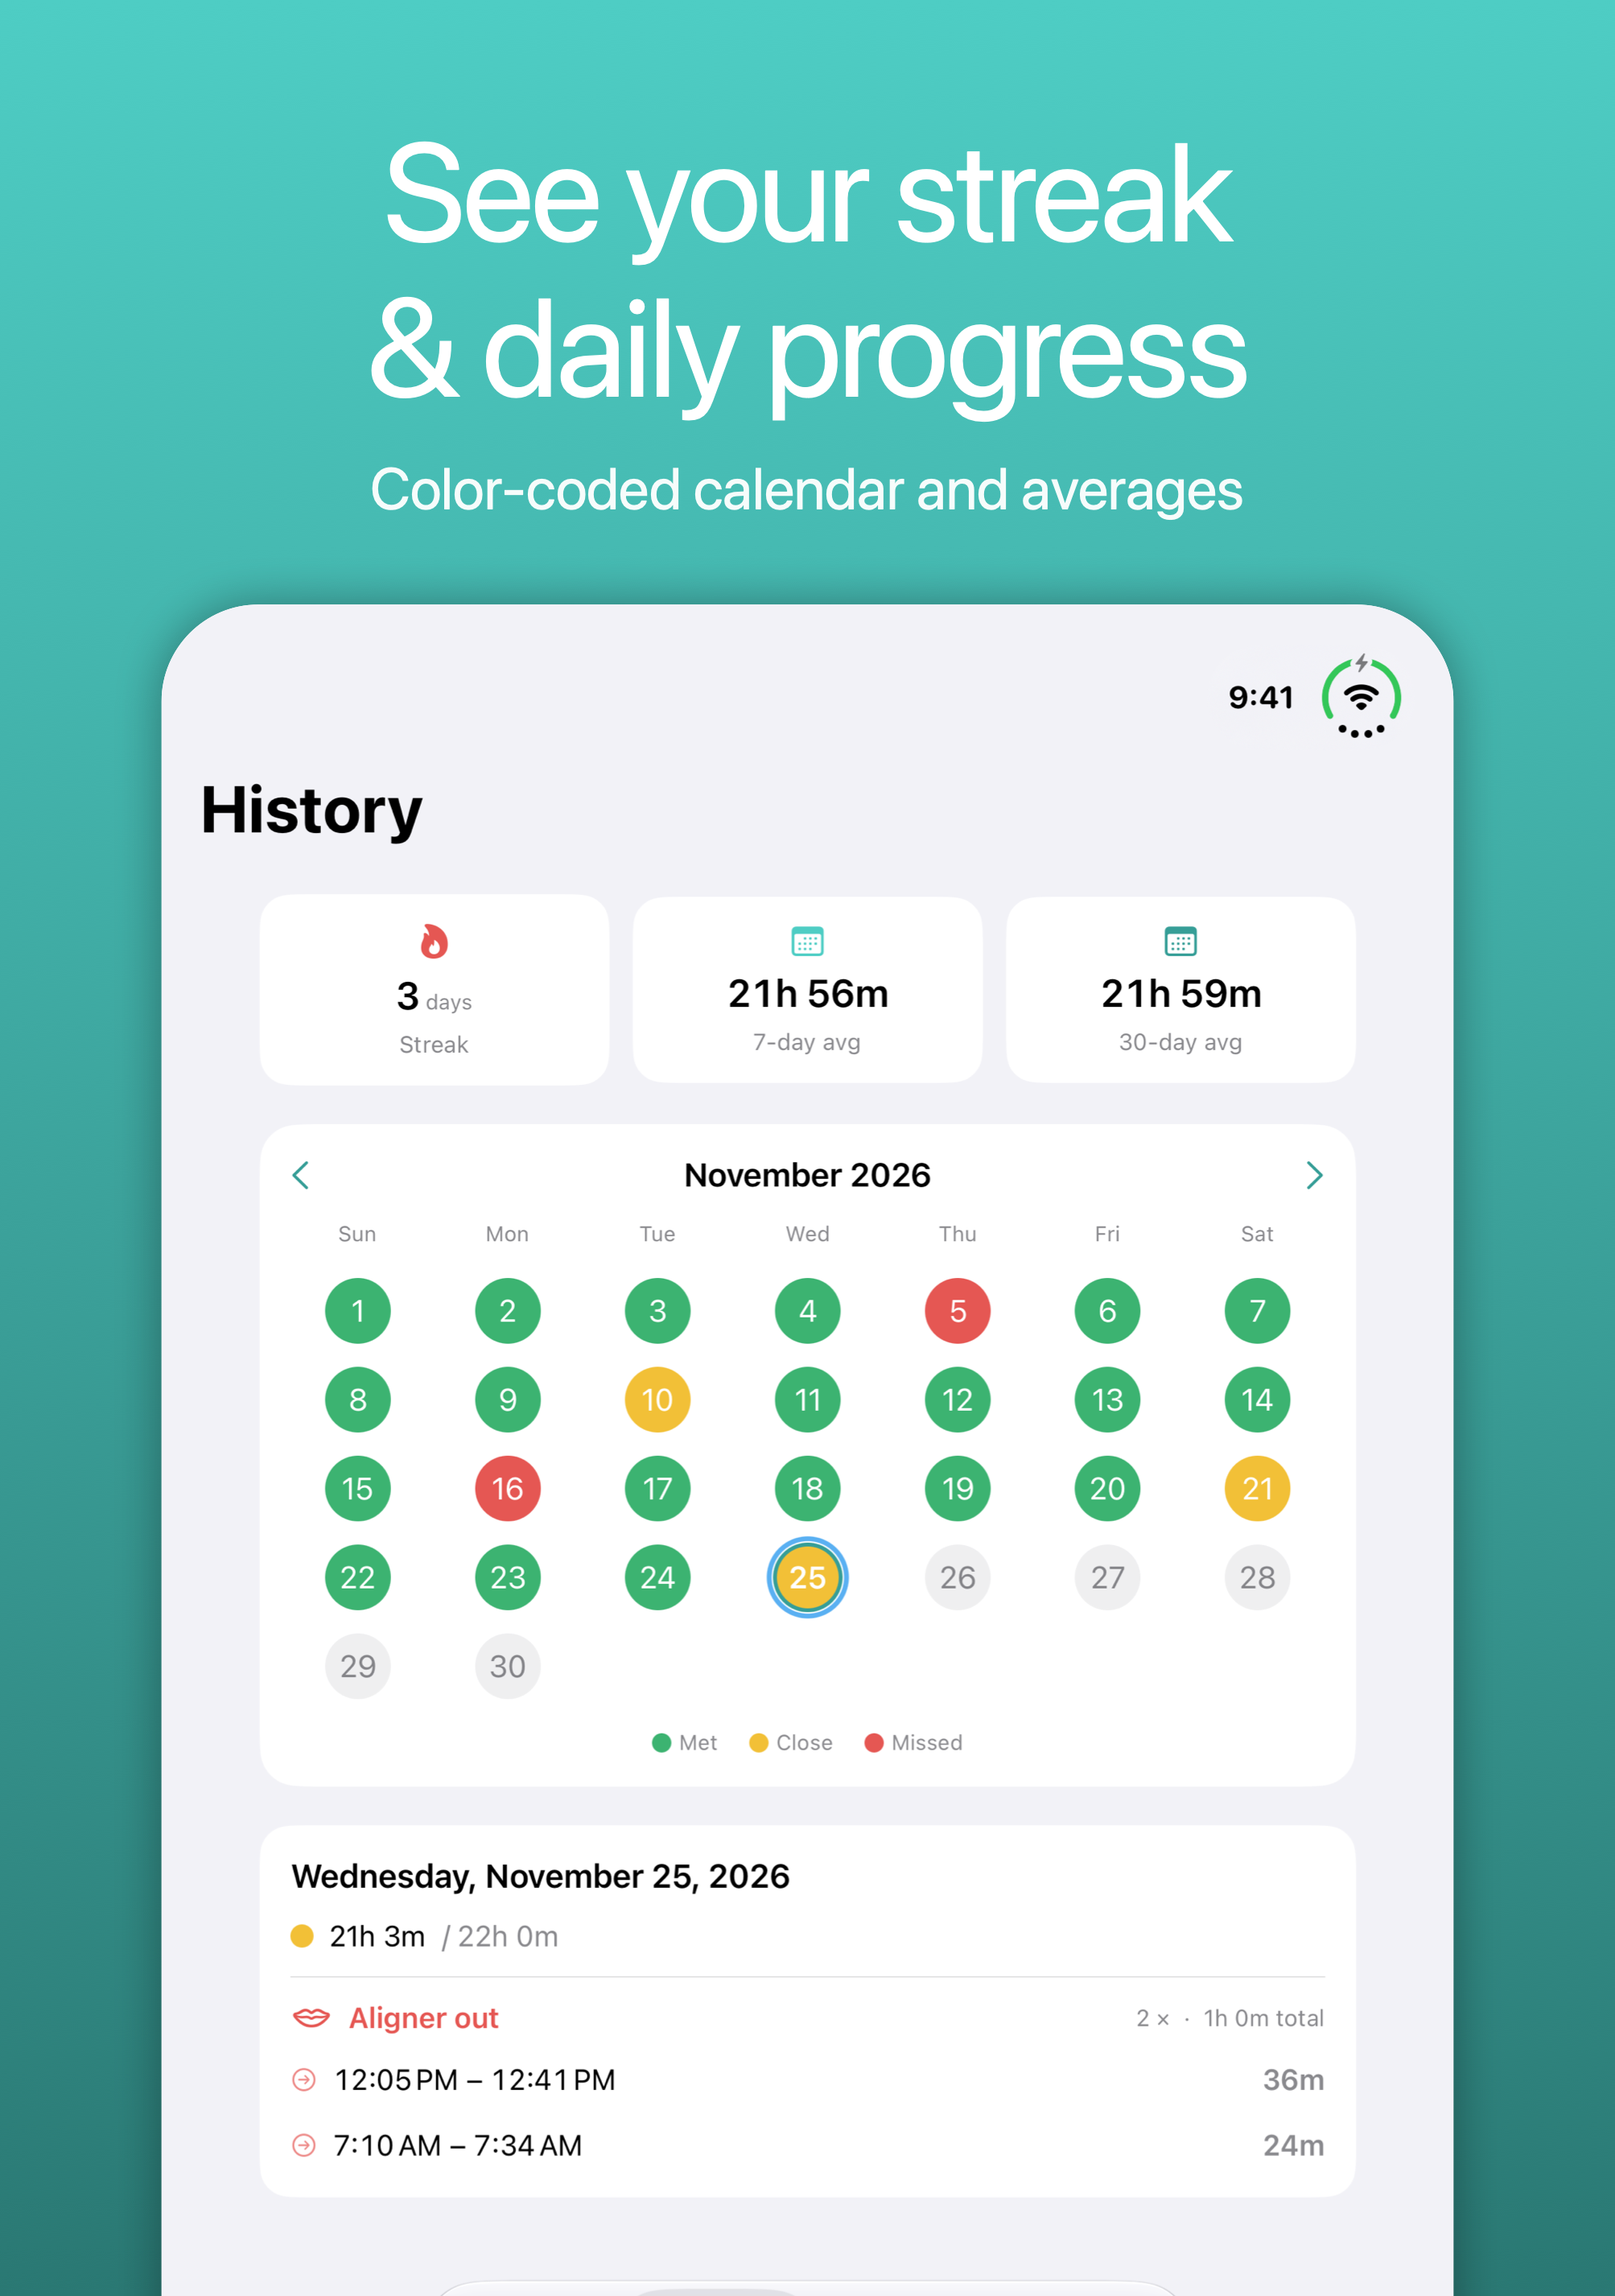 See your streak
& daily progress
Color-coded calendar and averages
9:41
History
3 days
Streak
21h 56m
7-day avg
21h 59m
30-day avg
November 2026
Sun Mon Tue Wed Thu Fri Sat
1 2 3 4 5 6 7
8 9 10 11 12 13 14
15 16 17 18 19 20 21
22 23 24 25 26 27 28
29 30
Met Close Missed
Wednesday, November 25, 2026
21h 3m / 22h 0m
Aligner out 2 × · 1h 0m total
12:05 PM – 12:41 PM 36m
7:10 AM – 7:34 AM 24m